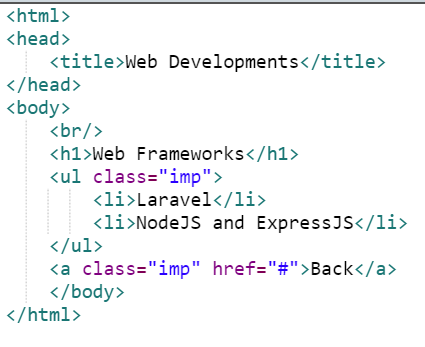 <html>
<head>
    <title>Web Developments</title>
</head>
<body>
    <br/>
    <h1>Web Frameworks</h1>
    <ul class="imp">
        <li>Laravel</li>
        <li>NodeJS and ExpressJS</li>
    </ul>
    <a class="imp" href="#">Back</a>
    </body>
</html>